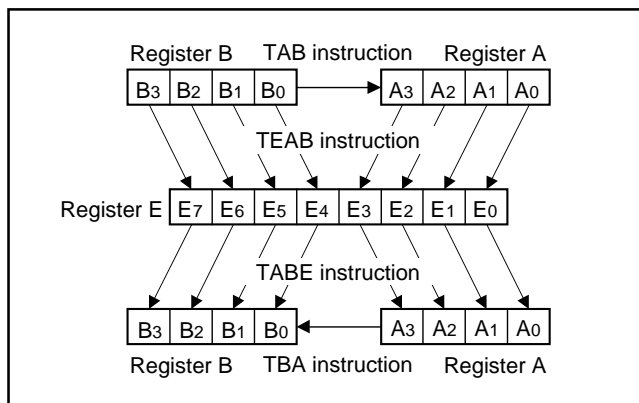 Register B TAB instruction Register A
B3 B2 B1 B0 A3 A2 A1 A0
TEAB instruction
Register E E7 E6 E5 E4 E3 E2 E1 E0
TABE instruction
B3 B2 B1 B0 A3 A2 A1 A0
Register B TBA instruction Register A